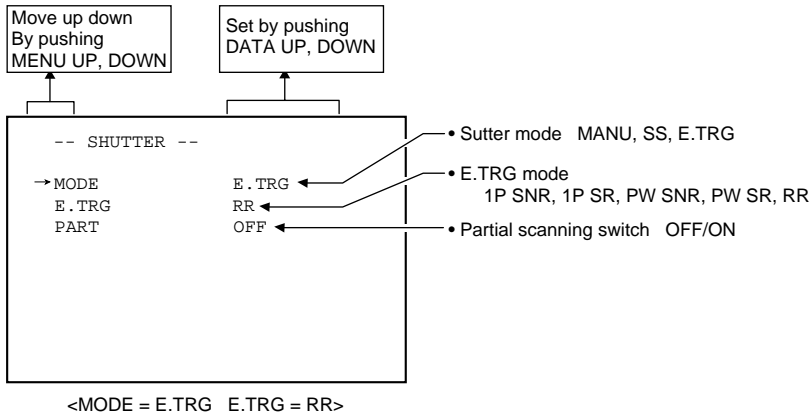 Move up down
By pushing
MENU UP, DOWN
Set by pushing
DATA UP, DOWN
-- SHUTTER --
→MODE E.TRG
E.TRG RR
PART OFF
• Sutter mode MANU, SS, E.TRG
• E.TRG mode
1P SNR, 1P SR, PW SNR, PW SR, RR
• Partial scanning switch OFF/ON
<MODE = E.TRG E.TRG = RR>